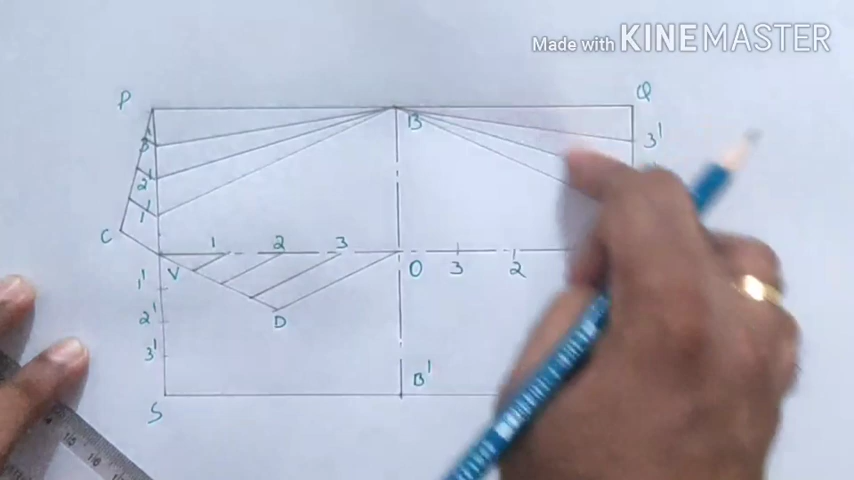 Made with KINEMASTER
P Q
B
3' 3'
2'
1'
C
V 1 2 3 O 3 2
1'
D
2'
3'
B'
S